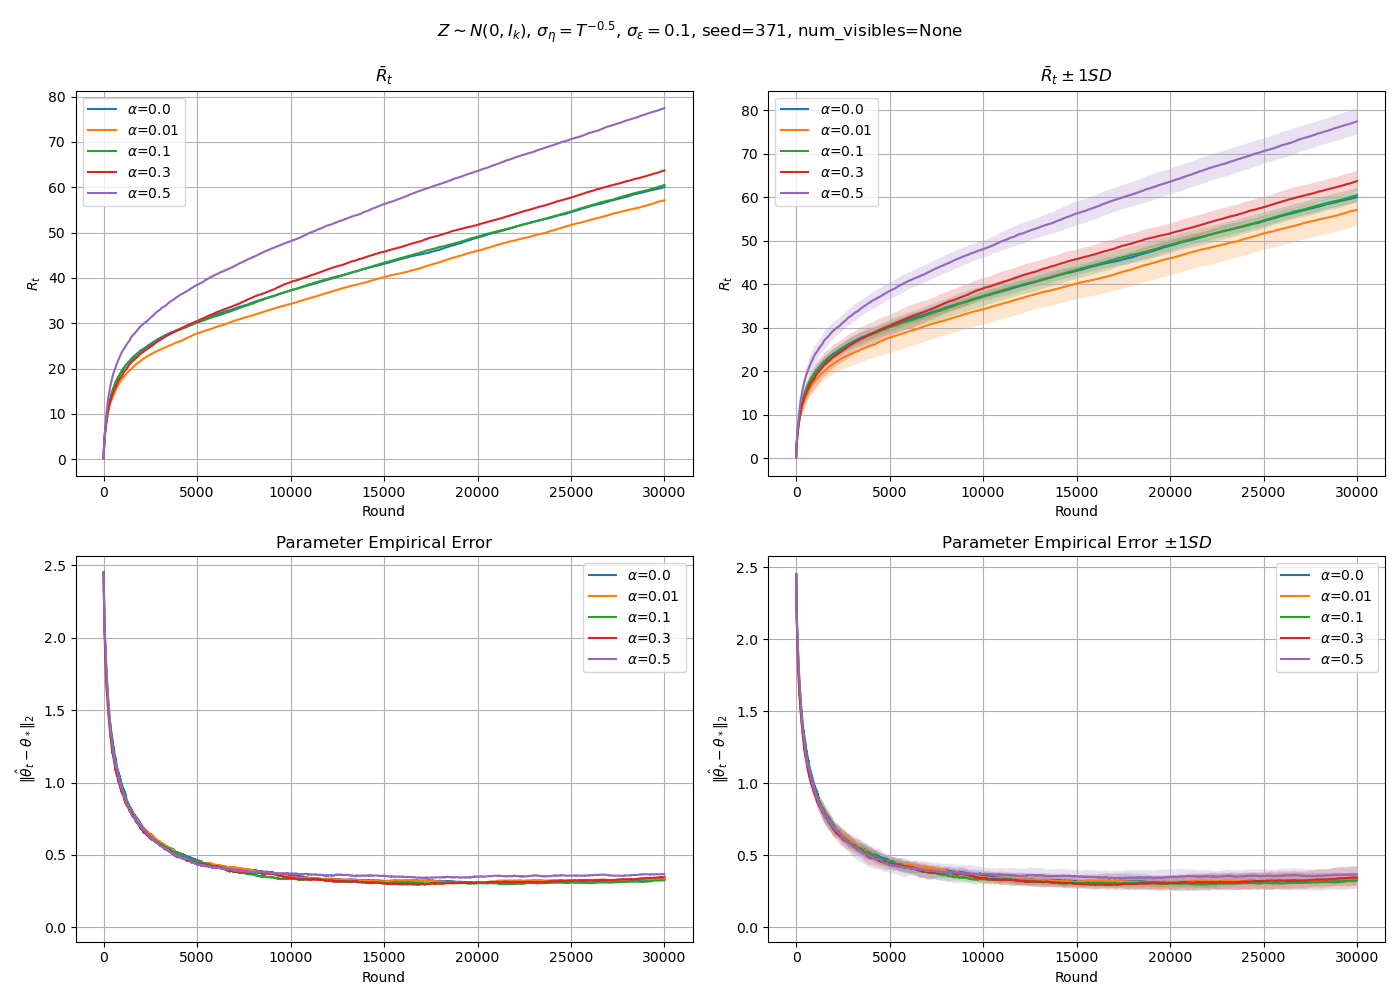 Z ∼ N(0, I_k), σ_η = T^{−0.5}, σ_ε = 0.1, seed=371, num_visibles=None
R̄_t
80
70
60
50
40
30
20
10
0
R_t
α=0.0
α=0.01
α=0.1
α=0.3
α=0.5
0 5000 10000 15000 20000 25000 30000
Round
R̄_t ± 1SD
80
70
60
50
40
30
20
10
0
R_t
α=0.0
α=0.01
α=0.1
α=0.3
α=0.5
0 5000 10000 15000 20000 25000 30000
Round
Parameter Empirical Error
2.5
2.0
1.5
1.0
0.5
0.0
‖θ̂_t − θ_*‖_2
α=0.0
α=0.01
α=0.1
α=0.3
α=0.5
0 5000 10000 15000 20000 25000 30000
Round
Parameter Empirical Error ±1SD
2.5
2.0
1.5
1.0
0.5
0.0
‖θ̂_t − θ_*‖_2
α=0.0
α=0.01
α=0.1
α=0.3
α=0.5
0 5000 10000 15000 20000 25000 30000
Round